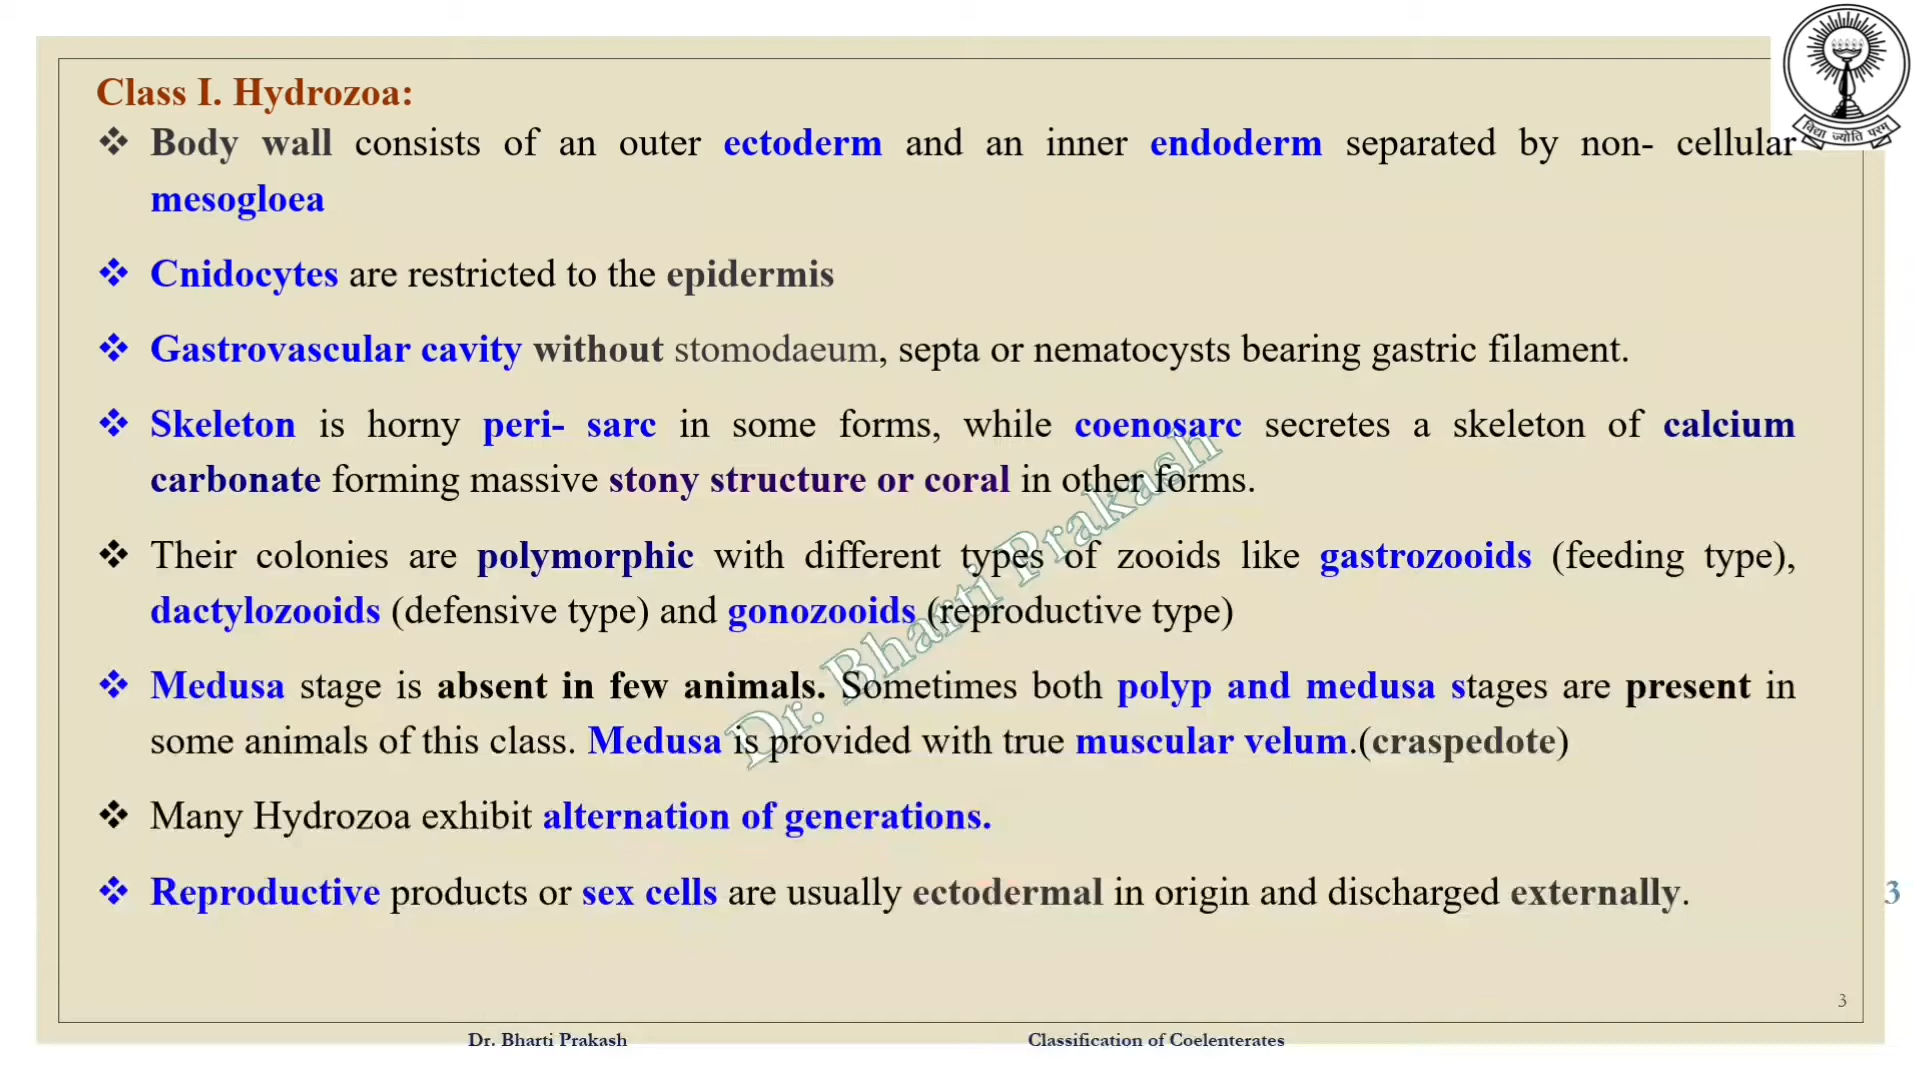 Class I. Hydrozoa:
❖ Body wall consists of an outer ectoderm and an inner endoderm separated by non- cellular
mesogloea
❖ Cnidocytes are restricted to the epidermis
❖ Gastrovascular cavity without stomodaeum, septa or nematocysts bearing gastric filament.
❖ Skeleton is horny peri- sarc in some forms, while coenosarc secretes a skeleton of calcium
carbonate forming massive stony structure or coral in other forms.
❖ Their colonies are polymorphic with different types of zooids like gastrozooids (feeding type),
dactylozooids (defensive type) and gonozooids (reproductive type)
❖ Medusa stage is absent in few animals. Sometimes both polyp and medusa stages are present in
some animals of this class. Medusa is provided with true muscular velum.(craspedote)
❖ Many Hydrozoa exhibit alternation of generations.
❖ Reproductive products or sex cells are usually ectodermal in origin and discharged externally.
3
3
Dr. Bharti Prakash
Classification of Coelenterates
Dr. Bharti Prakash
विद्या ज्योति परम्